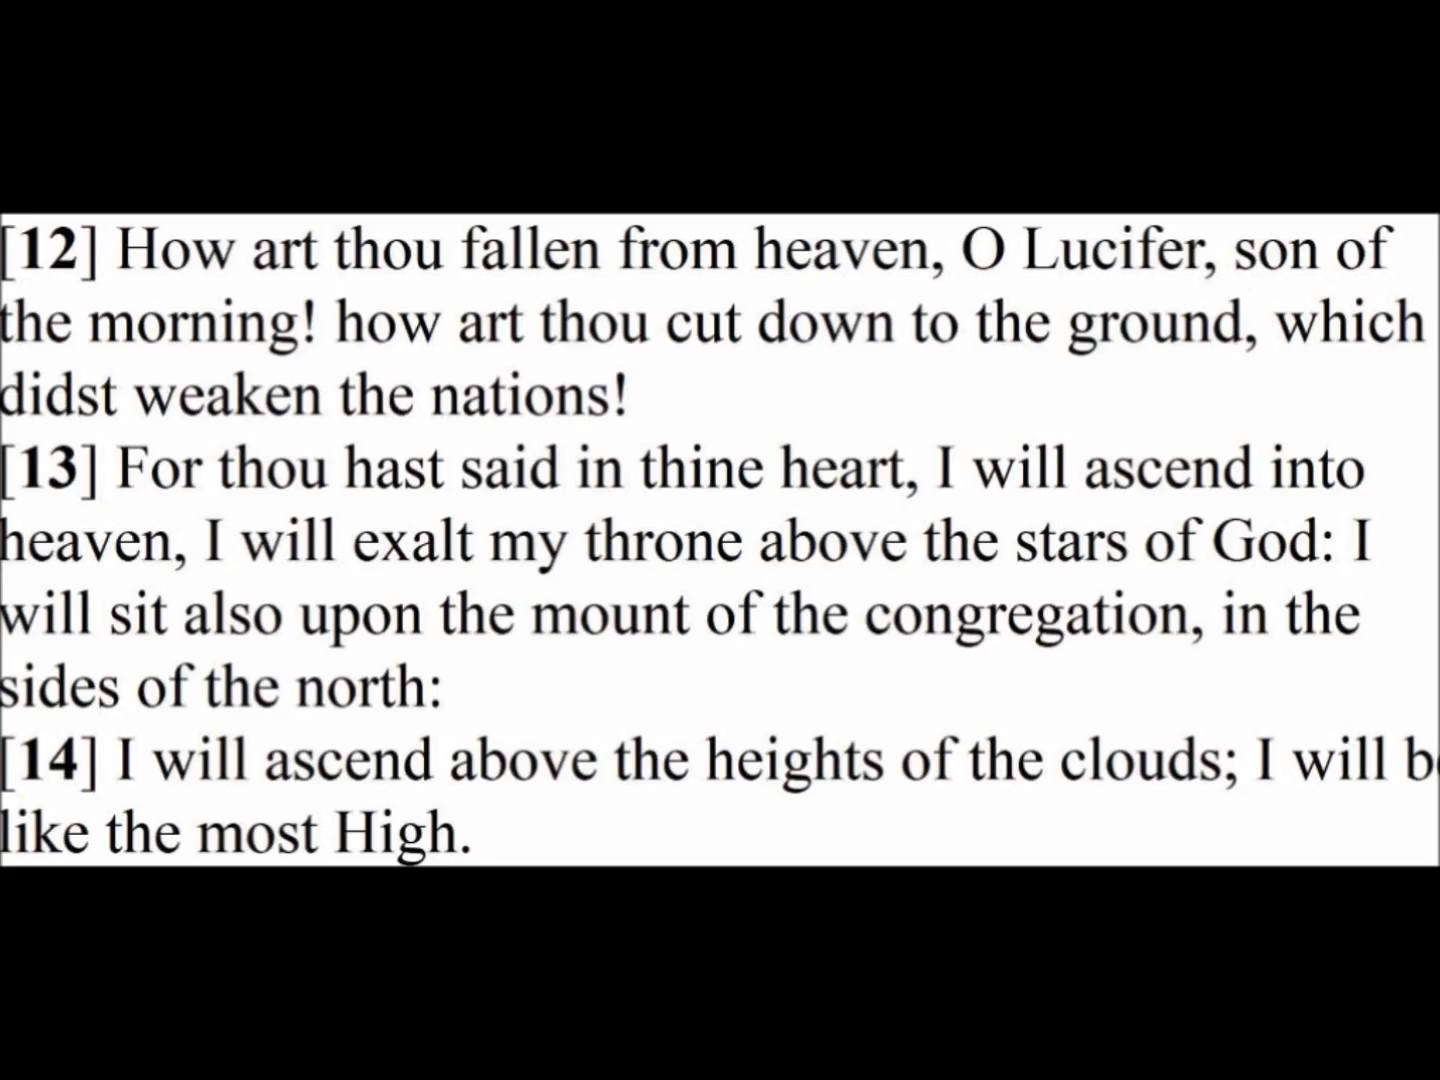 [12] How art thou fallen from heaven, O Lucifer, son of
the morning! how art thou cut down to the ground, which
didst weaken the nations!
[13] For thou hast said in thine heart, I will ascend into
heaven, I will exalt my throne above the stars of God: I
will sit also upon the mount of the congregation, in the
sides of the north:
[14] I will ascend above the heights of the clouds; I will be
like the most High.